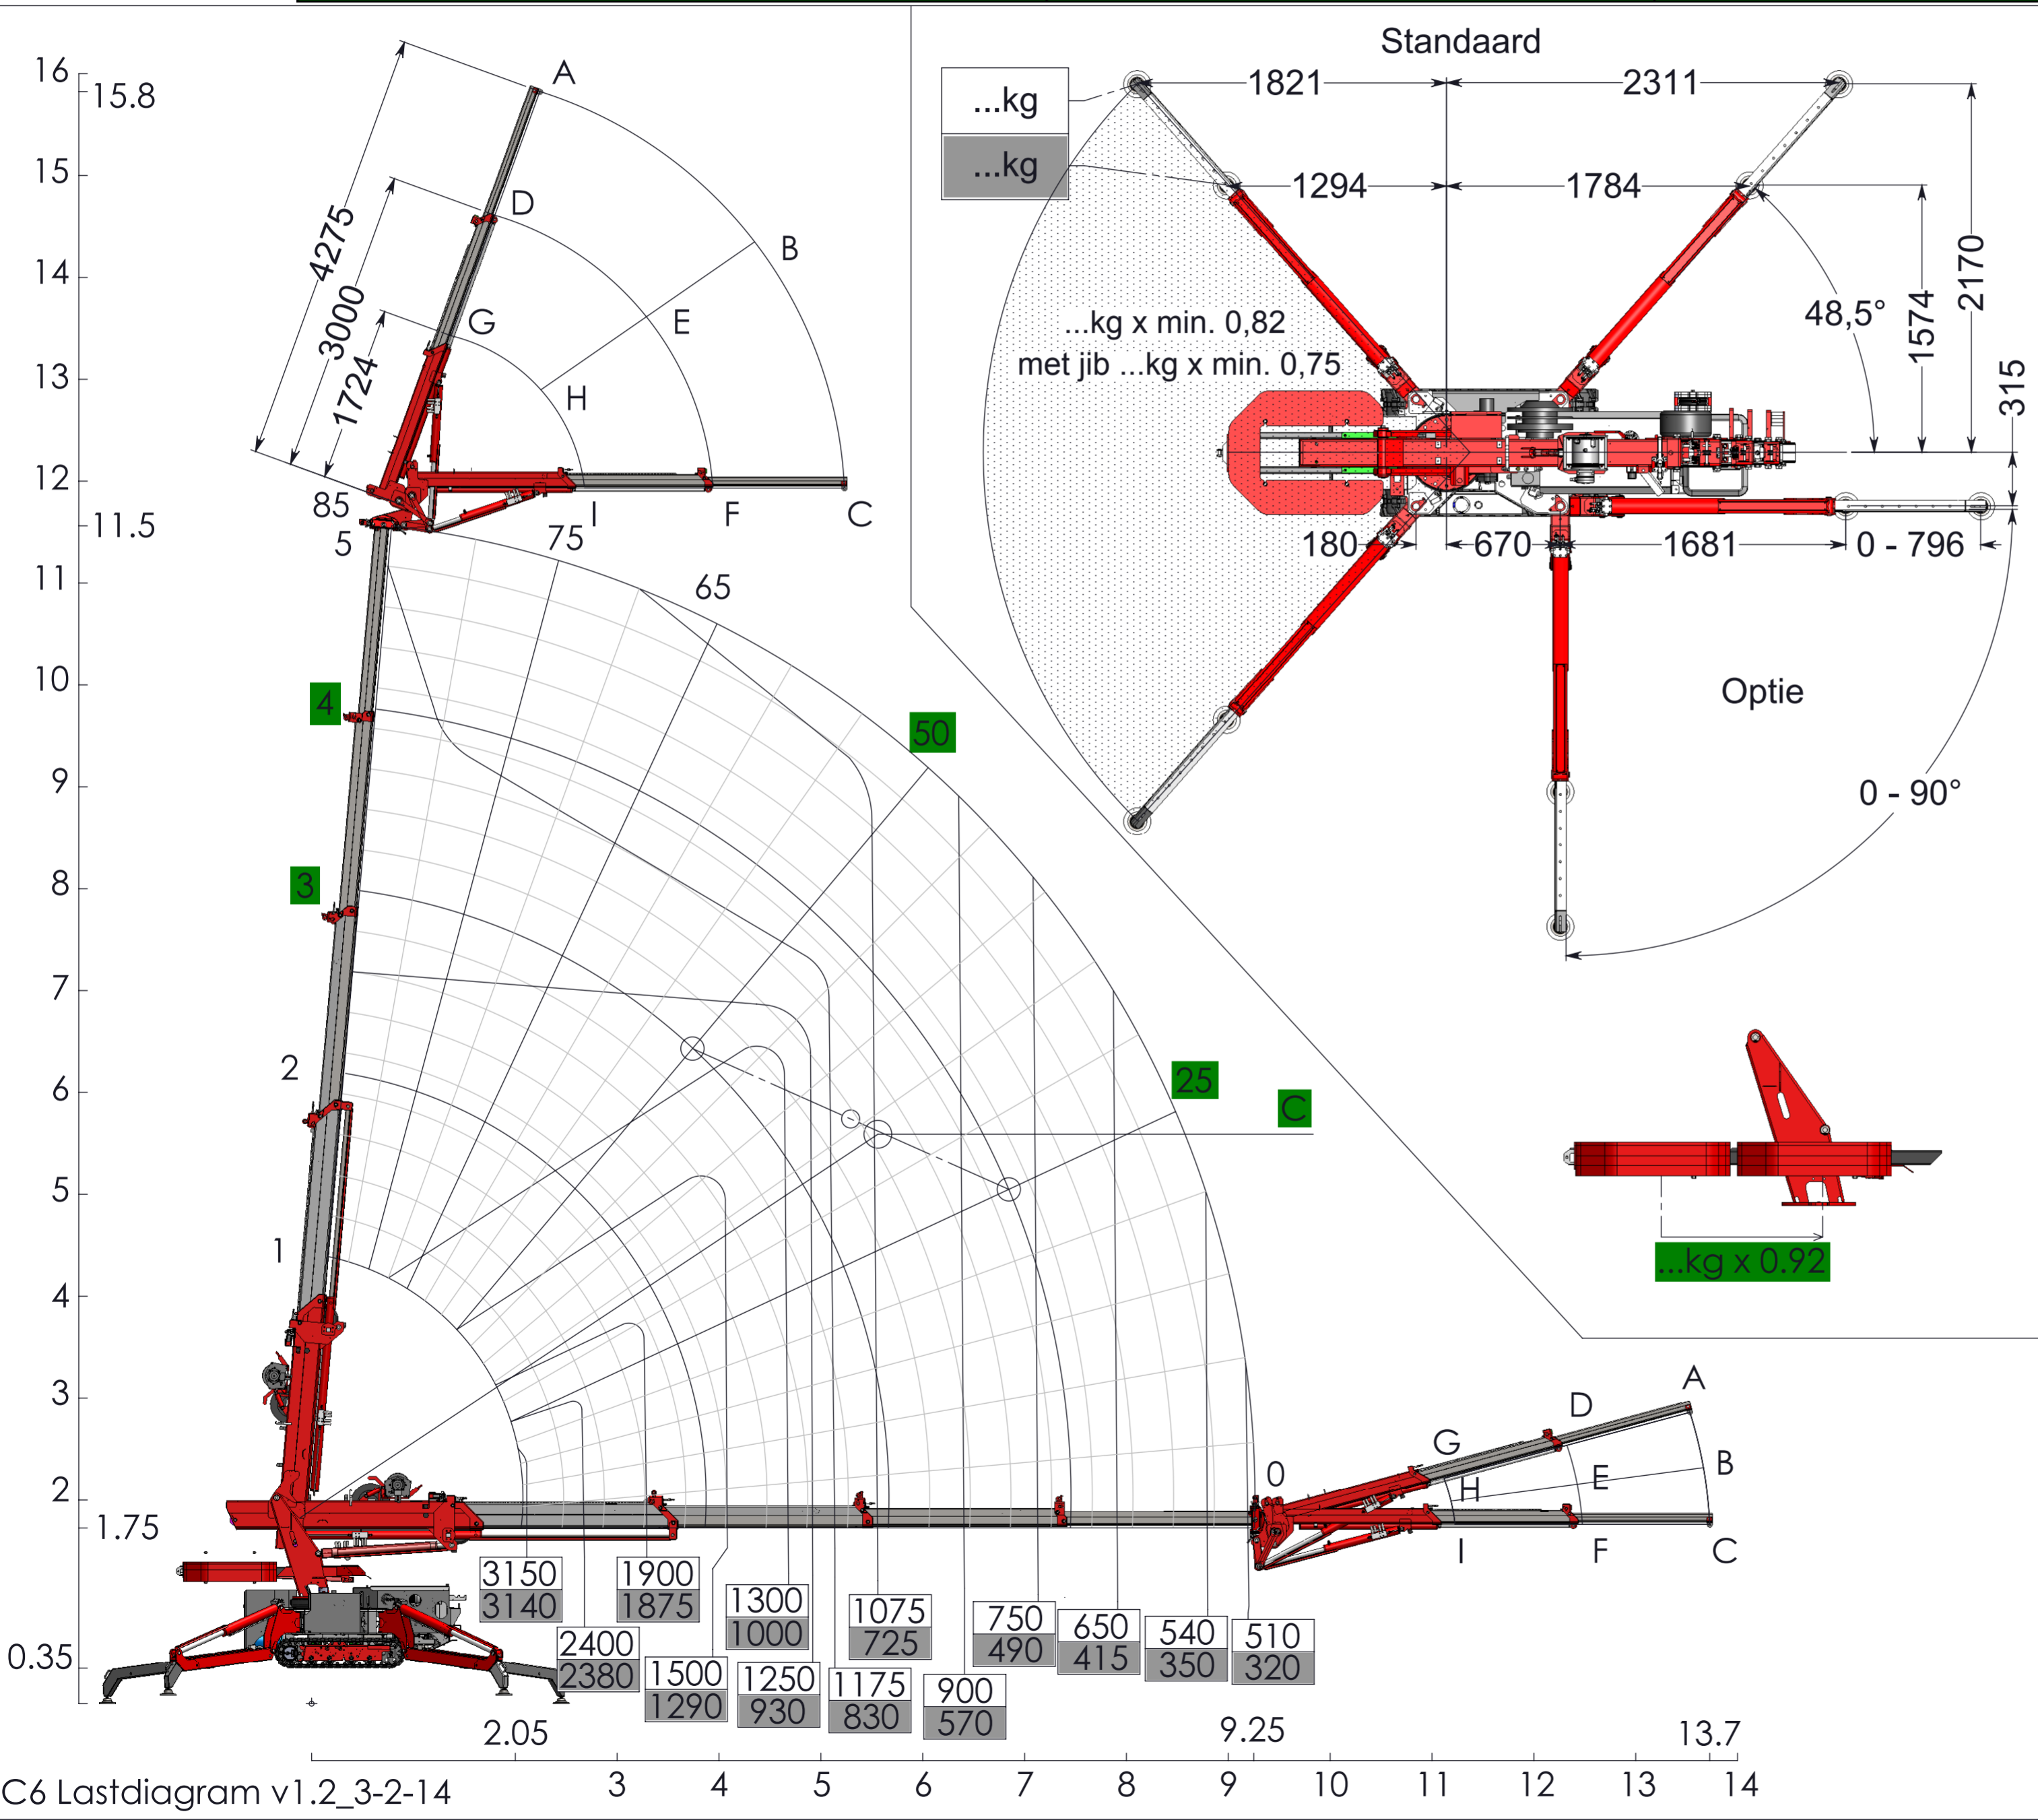 16
15.8
15
14
13
12
11.5
11
10
9
8
7
6
5
4
3
2
1.75
0.35
A
B
C
D
E
F
G
H
I
4275
3000
1724
85
75
65
50
25
0
5
4
3
2
1
C
Standaard
...kg
...kg
1821
2311
1294
1784
2170
1574
315
48,5°
...kg x min. 0,82
met jib ...kg x min. 0,75
180
670
1681
0 - 796
Optie
0 - 90°
...kg x 0.92
A
B
C
D
E
F
G
H
I
3150
3140
2400
2380
1900
1875
1500
1290
1300
1000
1250
930
1175
830
1075
725
900
570
750
490
650
415
540
350
510
320
2.05
9.25
13.7
3 4 5 6 7 8 9 10 11 12 13 14
C6 Lastdiagram v1.2_3-2-14